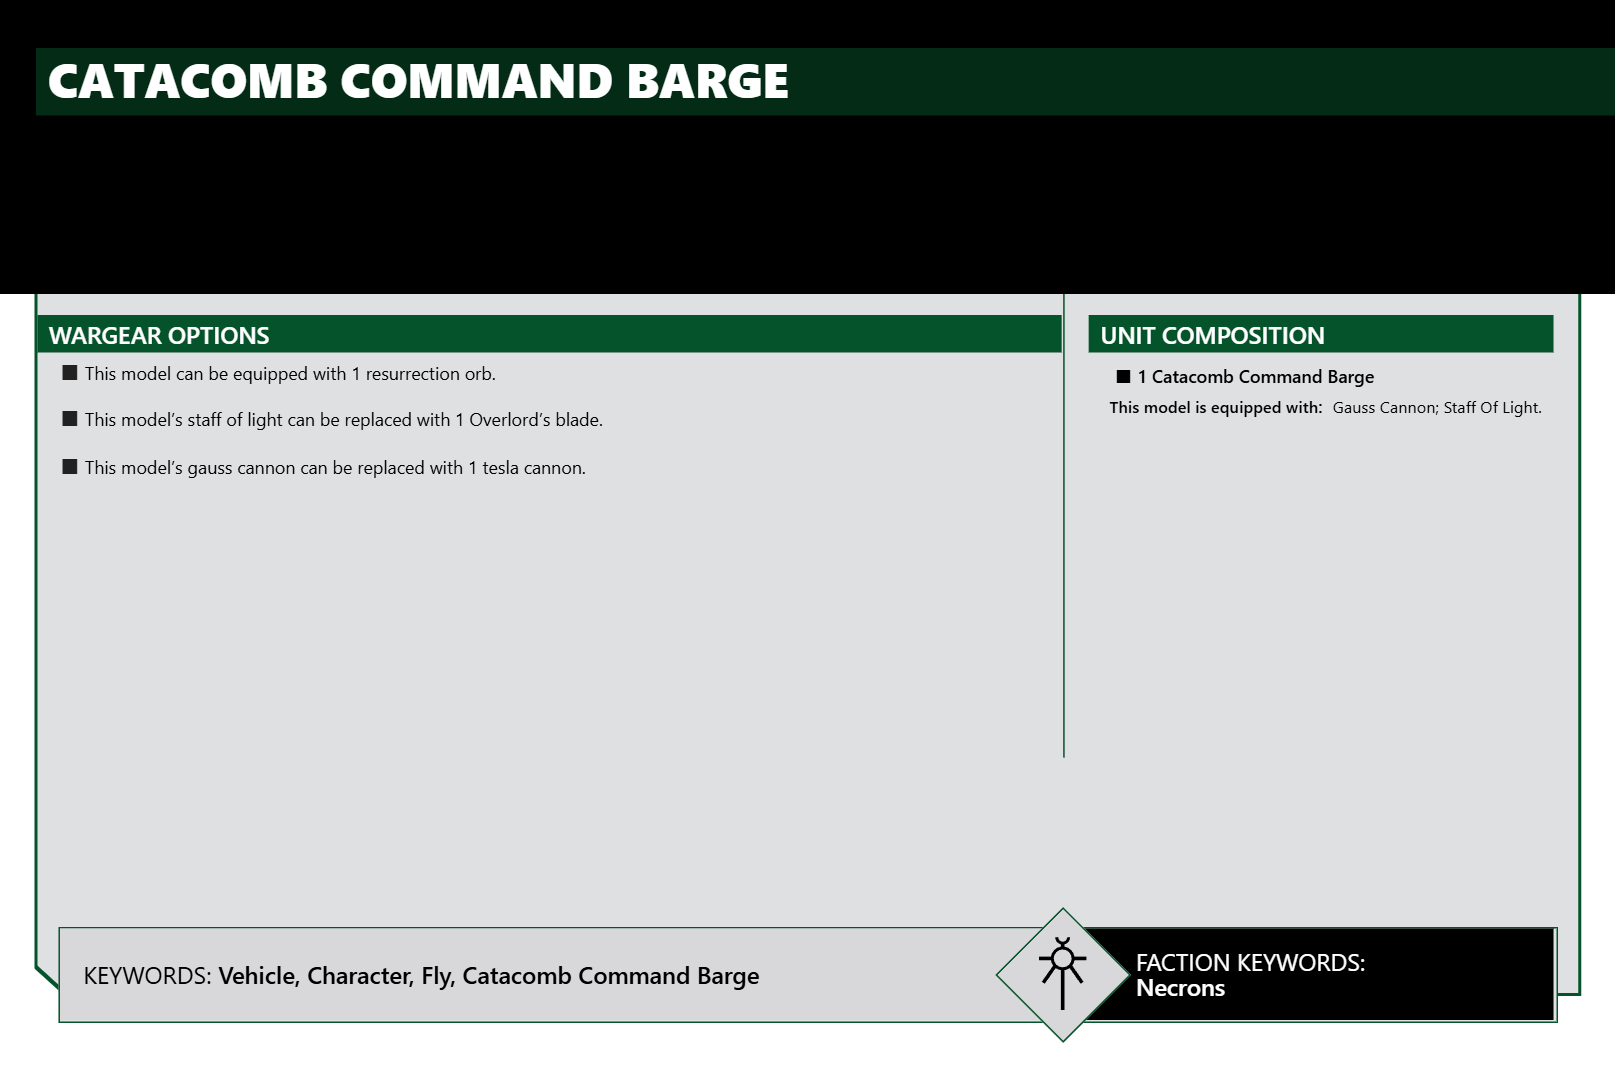 CATACOMB COMMAND BARGE
WARGEAR OPTIONS
■ This model can be equipped with 1 resurrection orb.
■ This model’s staff of light can be replaced with 1 Overlord’s blade.
■ This model’s gauss cannon can be replaced with 1 tesla cannon.
UNIT COMPOSITION
■ 1 Catacomb Command Barge
This model is equipped with: Gauss Cannon; Staff Of Light.
KEYWORDS: Vehicle, Character, Fly, Catacomb Command Barge
FACTION KEYWORDS:
Necrons